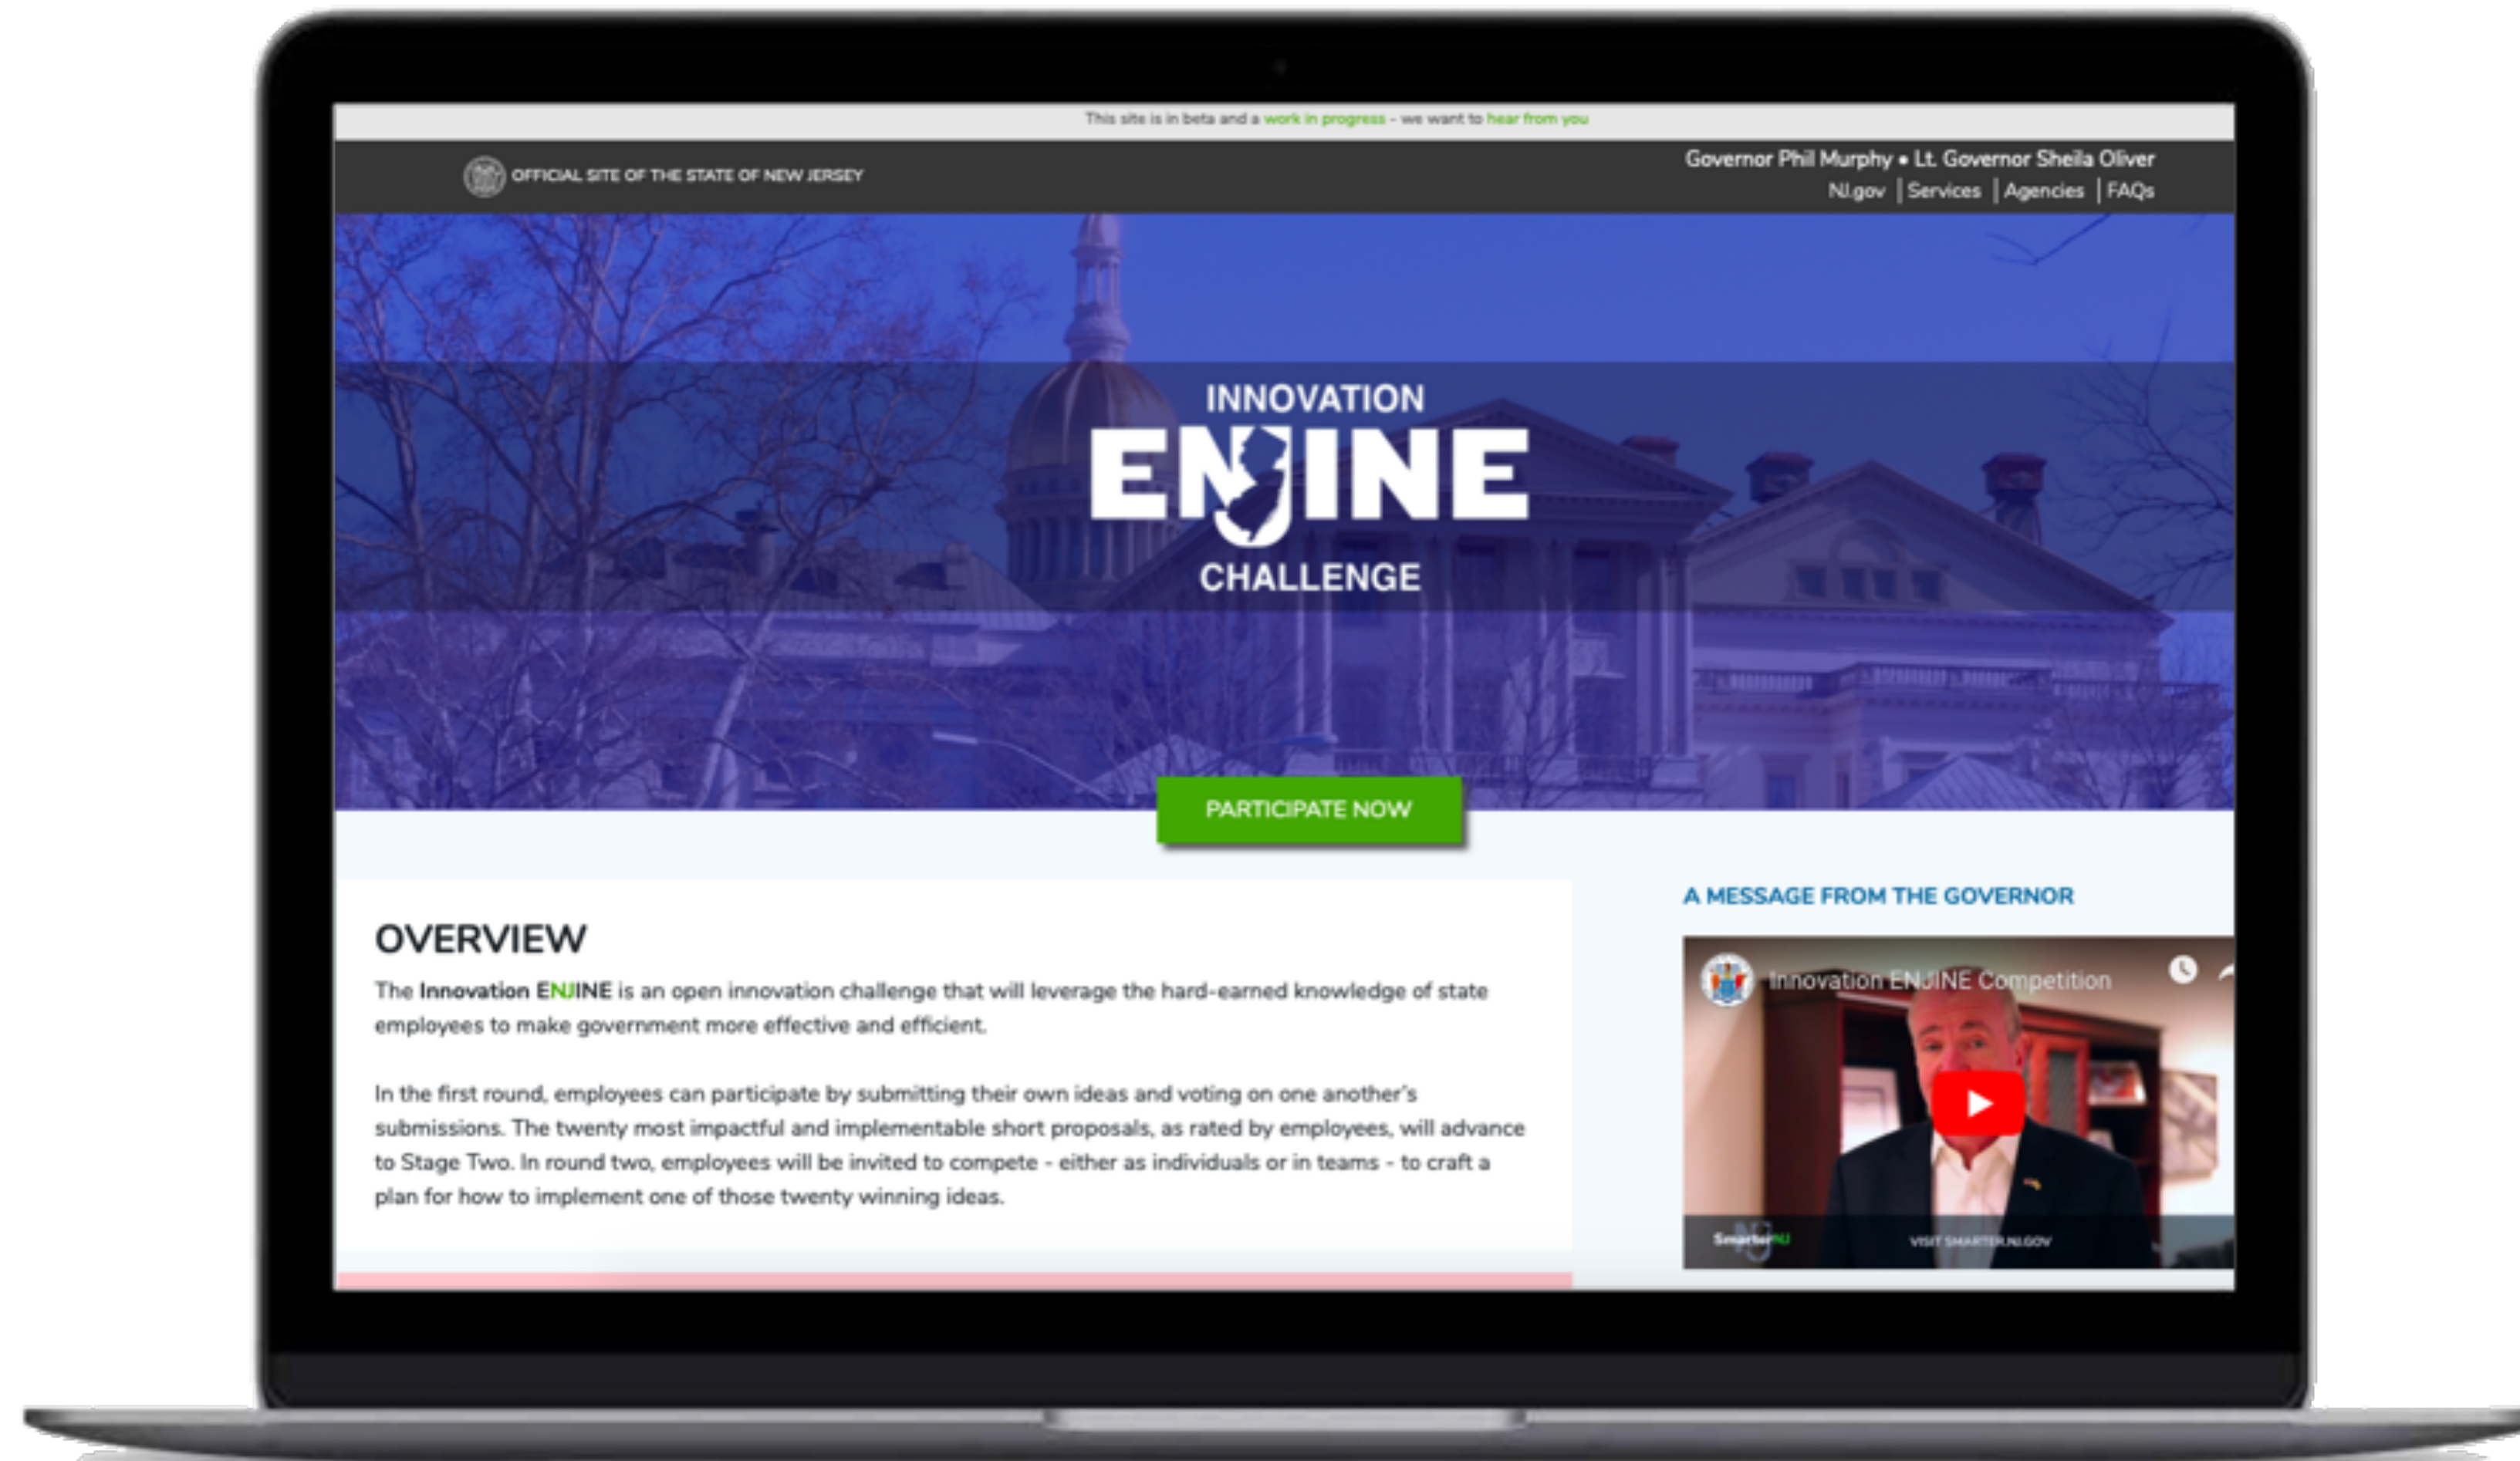 This site is in beta and a work in progress - we want to hear from you
OFFICIAL SITE OF THE STATE OF NEW JERSEY
Governor Phil Murphy • Lt. Governor Sheila Oliver
NJ.gov | Services | Agencies | FAQs
INNOVATION
ENJINE
CHALLENGE
PARTICIPATE NOW
OVERVIEW
The Innovation ENJINE is an open innovation challenge that will leverage the hard-earned knowledge of state
employees to make government more effective and efficient.
In the first round, employees can participate by submitting their own ideas and voting on one another's
submissions. The twenty most impactful and implementable short proposals, as rated by employees, will advance
to Stage Two. In round two, employees will be invited to compete - either as individuals or in teams - to craft a
plan for how to implement one of those twenty winning ideas.
A MESSAGE FROM THE GOVERNOR
Innovation ENJINE Competition
SmarterNJ
VISIT SMARTER.NJ.GOV